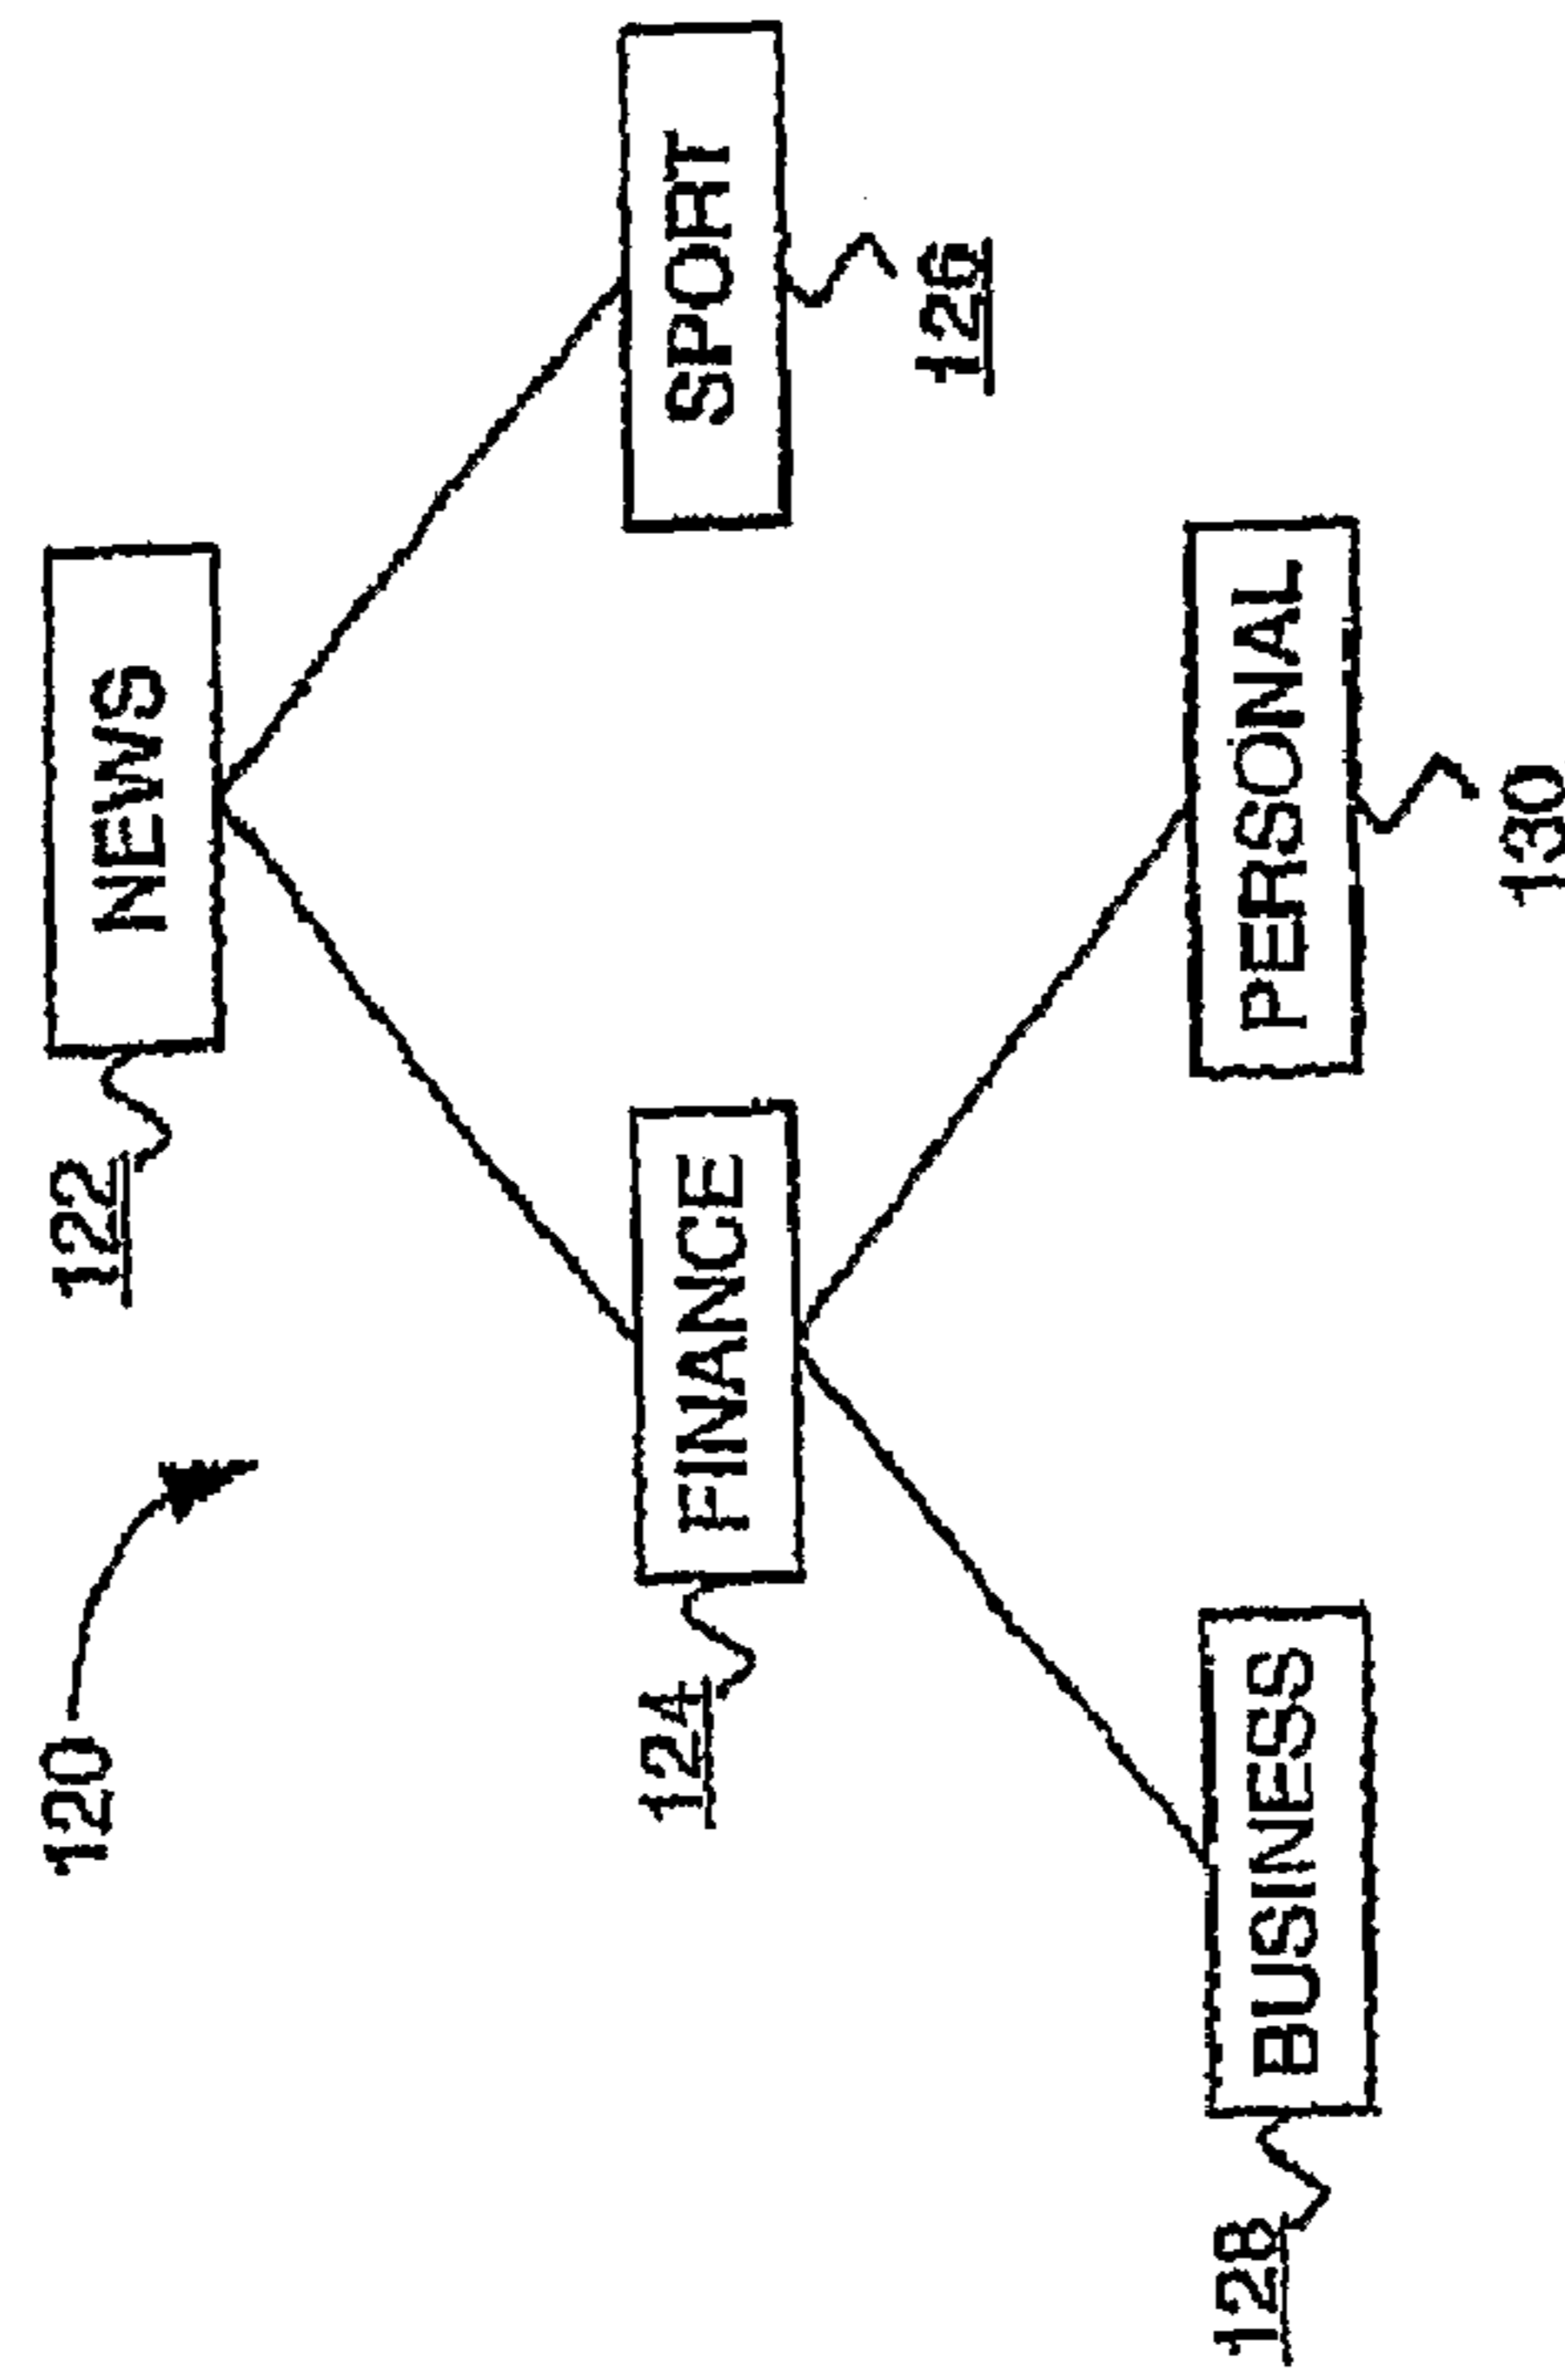 120
122
NEWS
124
FINANCE
SPORT
126
128
BUSINESS
PERSONAL
130